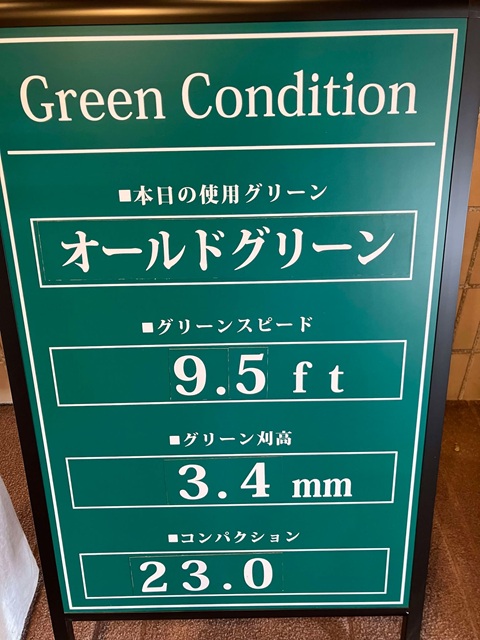 Green Condition
■本日の使用グリーン
オールドグリーン
■グリーンスピード
9.5 ft
■グリーン刈高
3.4 mm
■コンパクション
23.0